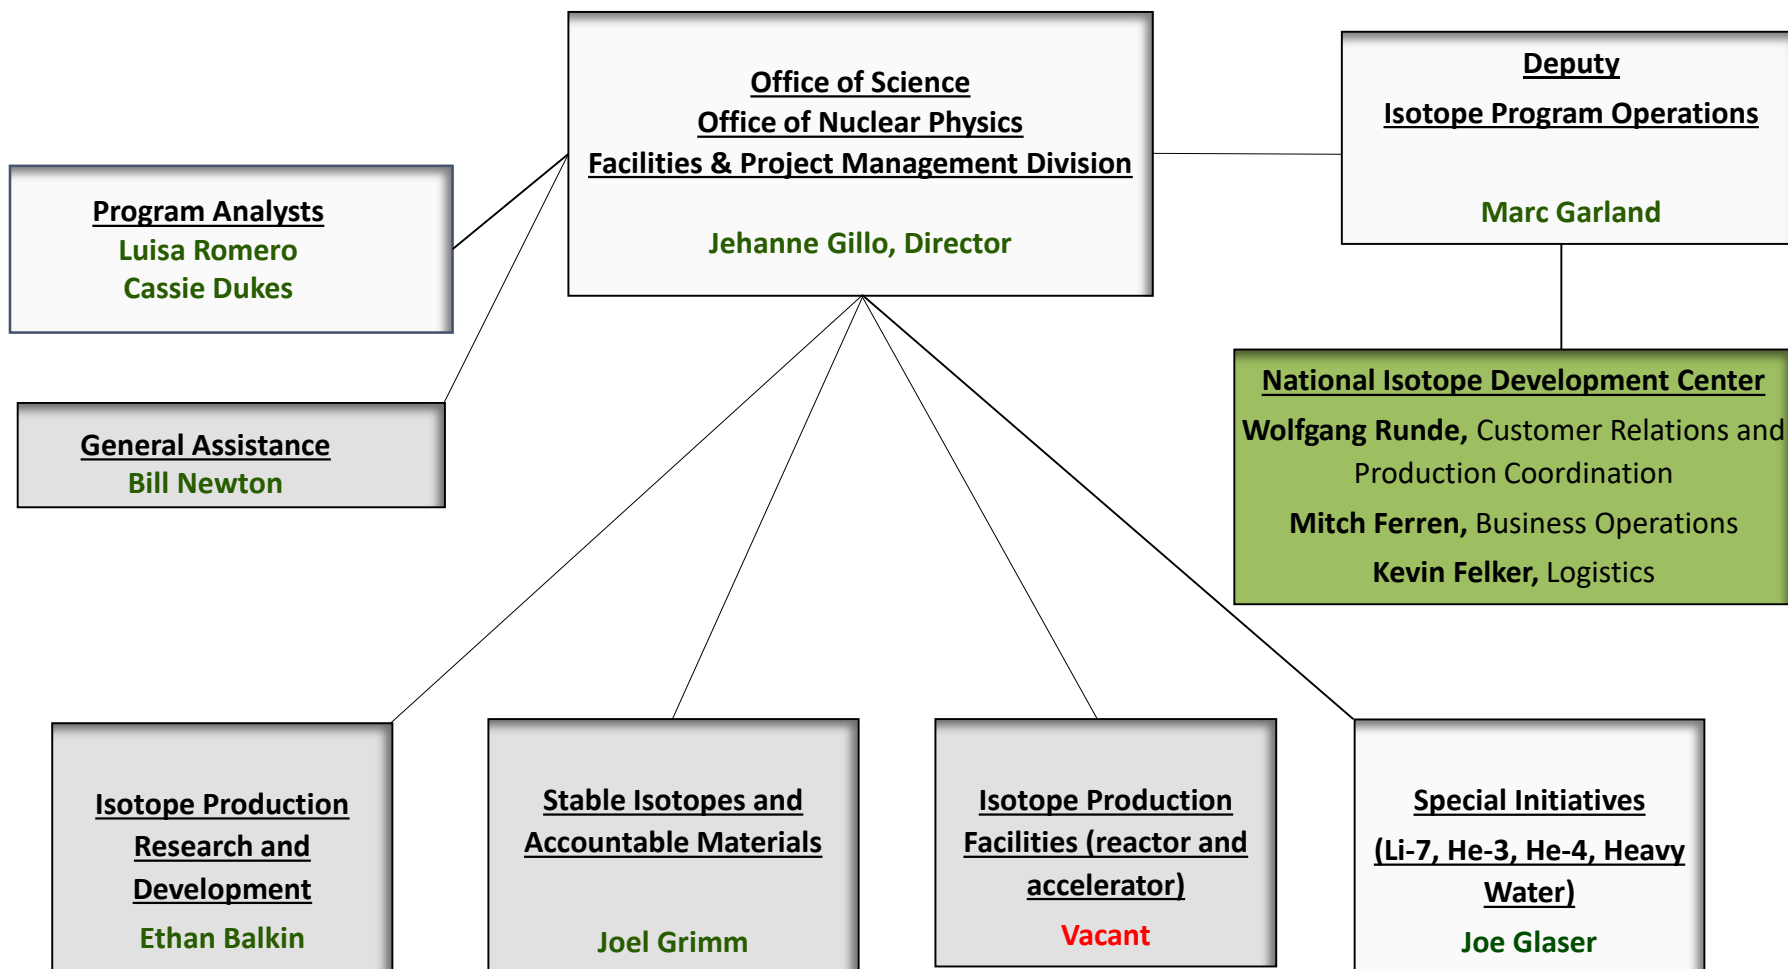 Office of Science
Office of Nuclear Physics
Facilities & Project Management Division
Jehanne Gillo, Director
Deputy
Isotope Program Operations
Marc Garland
Program Analysts
Luisa Romero
Cassie Dukes
General Assistance
Bill Newton
National Isotope Development Center
Wolfgang Runde, Customer Relations and
Production Coordination
Mitch Ferren, Business Operations
Kevin Felker, Logistics
Isotope Production
Research and
Development
Ethan Balkin
Stable Isotopes and
Accountable Materials
Joel Grimm
Isotope Production
Facilities (reactor and
accelerator)
Vacant
Special Initiatives
(Li-7, He-3, He-4, Heavy
Water)
Joe Glaser